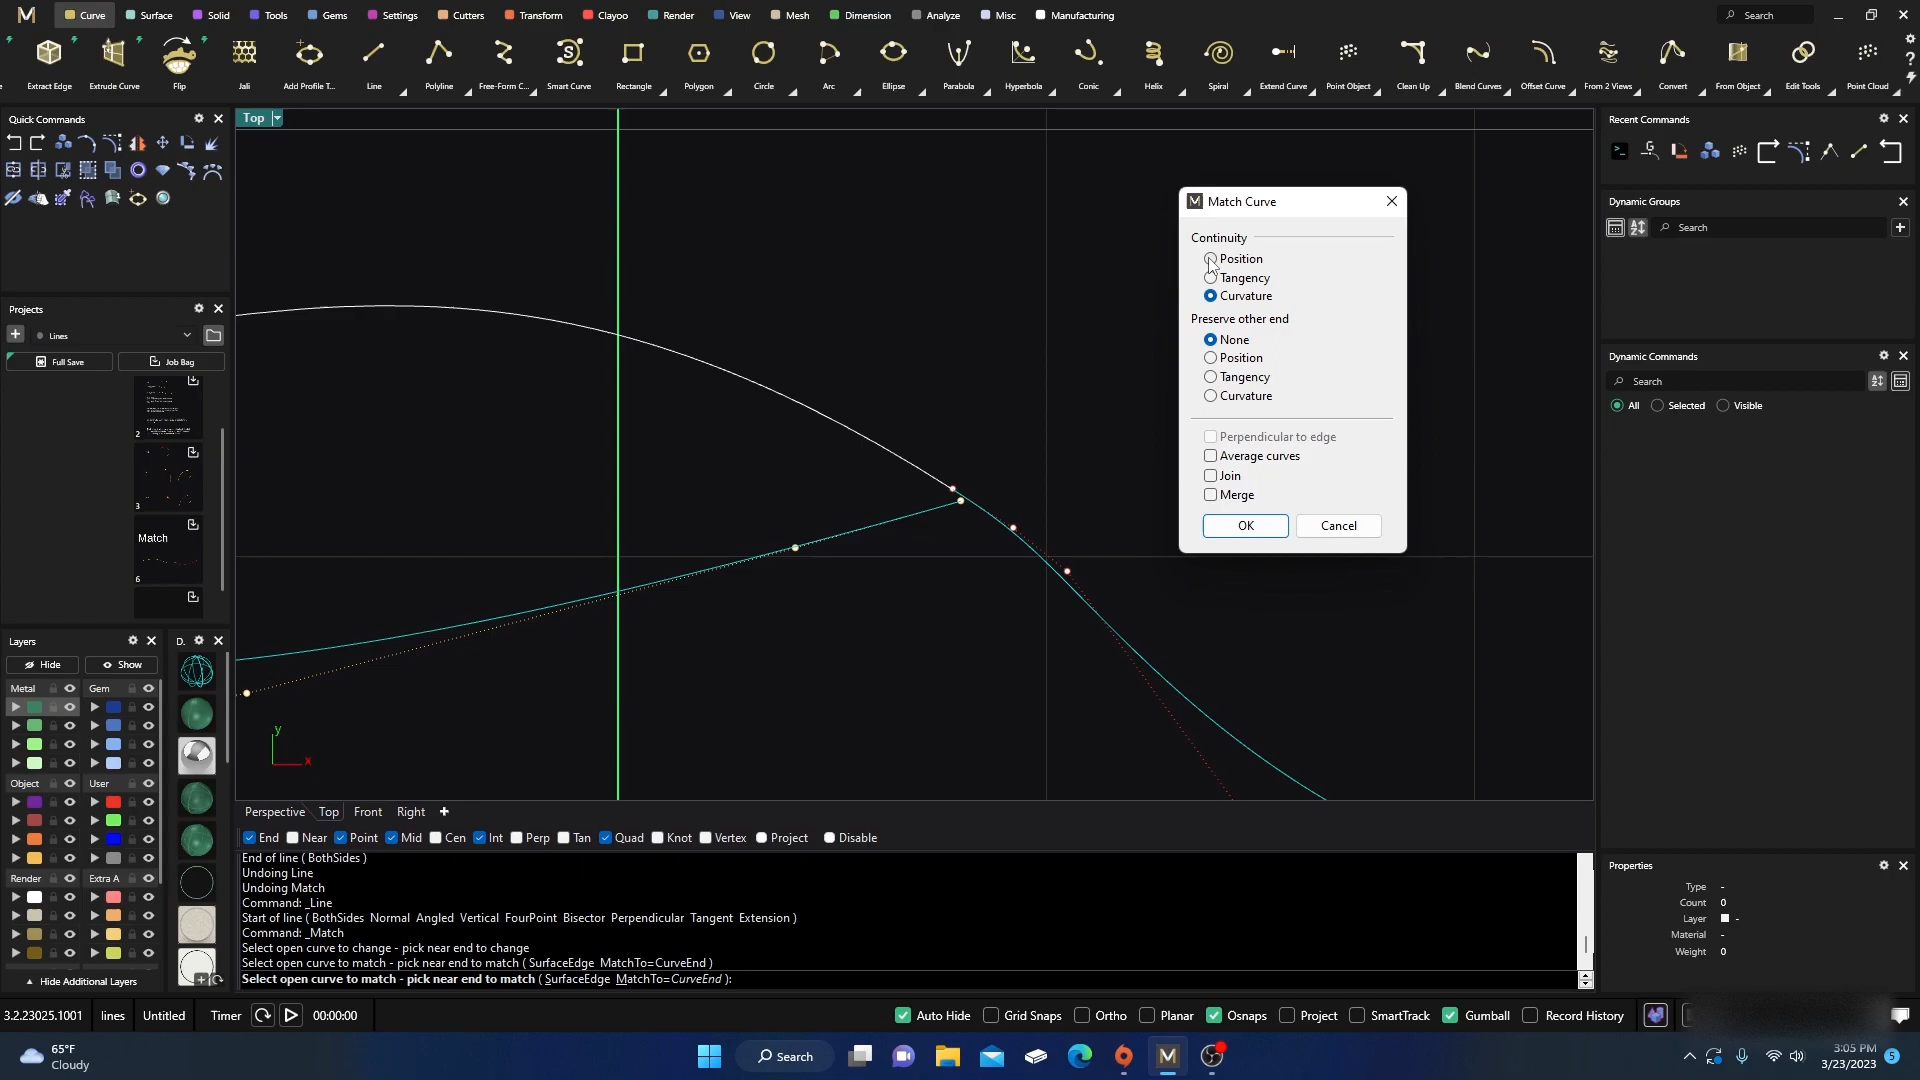 Curve Surface Solid Tools Gems Settings Cutters Transform Clayoo Render View Mesh Dimension Analyze Misc Manufacturing Search
Extract Edge Extrude Curve Flip Jali Add Profile T... Line Polyline Free-Form C... Smart Curve Rectangle Polygon Circle Arc Ellipse Parabola Hyperbola Conic Helix Spiral Extend Curve Point Object Clean Up Blend Curves Offset Curve From 2 Views Convert From Object Edit Tools Point Cloud
Quick Commands
Top
Recent Commands
Dynamic Groups
Search
Dynamic Commands
Search
All Selected Visible
Match Curve
Continuity
Position
Tangency
Curvature
Preserve other end
None
Position
Tangency
Curvature
Perpendicular to edge
Average curves
Join
Merge
OK Cancel
Projects
Lines
Full Save Job Bag
2
3
Match
6
Layers
D.
Hide Show
Metal Gem
Object User
Render Extra A
Hide Additional Layers
y
x
Perspective Top Front Right
End Near Point Mid Cen Int Perp Tan Quad Knot Vertex Project Disable
End of line ( BothSides )
Undoing Line
Undoing Match
Command: _Line
Start of line ( BothSides Normal Angled Vertical FourPoint Bisector Perpendicular Tangent Extension )
Command: _Match
Select open curve to change - pick near end to change
Select open curve to match - pick near end to match ( SurfaceEdge MatchTo=CurveEnd )
Select open curve to match - pick near end to match ( SurfaceEdge MatchTo=CurveEnd ):
Properties
Type -
Count 0
Layer -
Material -
Weight 0
3.2.23025.1001 lines Untitled Timer 00:00:00 Auto Hide Grid Snaps Ortho Planar Osnaps Project SmartTrack Gumball Record History
65°F
Cloudy
Search
3:05 PM
3/23/2023
5